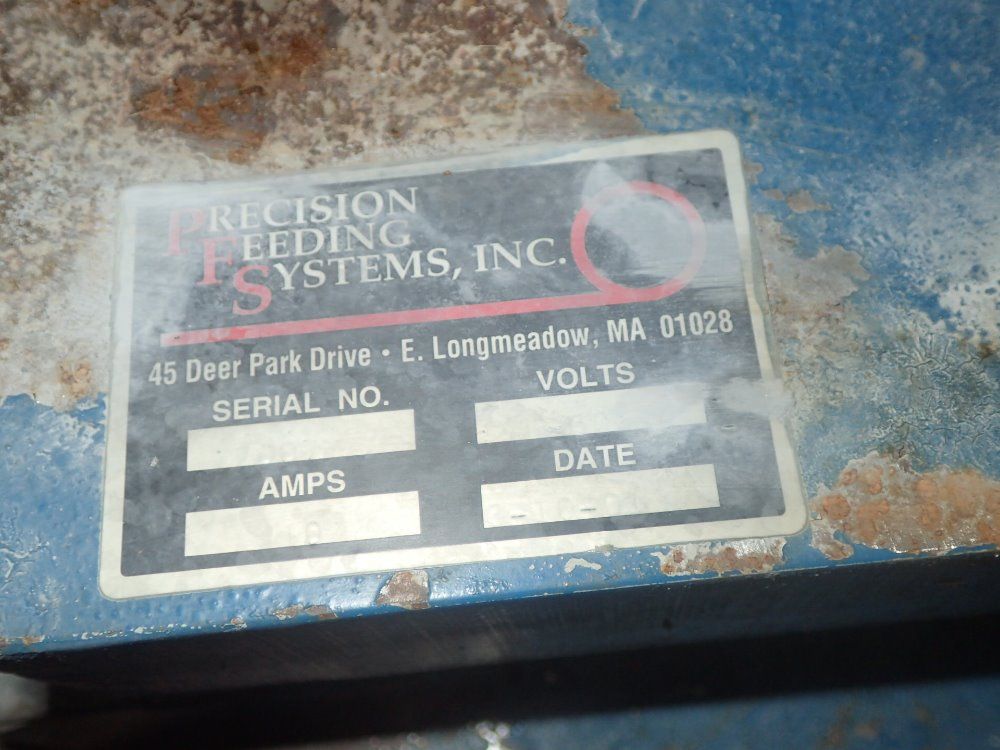 PRECISION
FEEDING
SYSTEMS, INC.
45 Deer Park Drive • E. Longmeadow, MA 01028
SERIAL NO.
VOLTS
AMPS
DATE